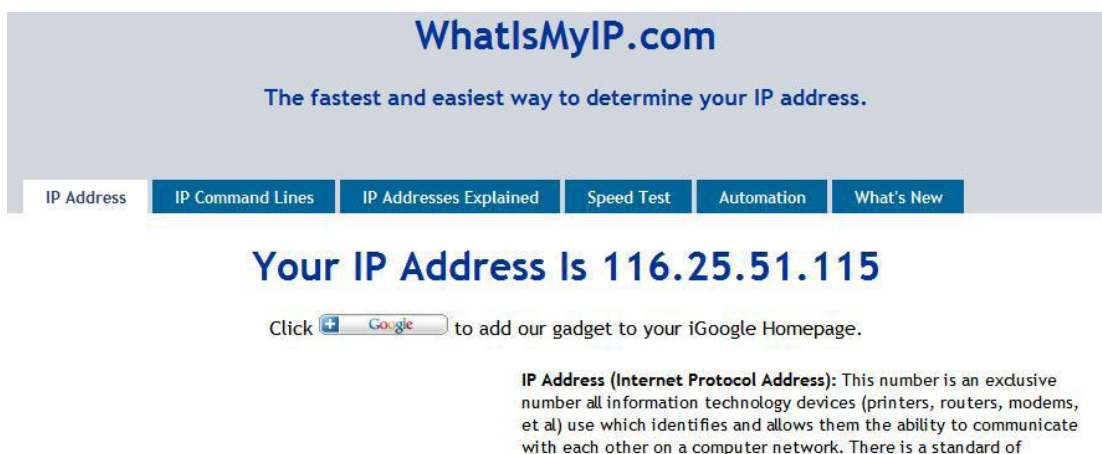 WhatIsMyIP.com
The fastest and easiest way to determine your IP address.
IP Address IP Command Lines IP Addresses Explained Speed Test Automation What's New
Your IP Address Is 116.25.51.115
Click Google to add our gadget to your iGoogle Homepage.
IP Address (Internet Protocol Address): This number is an exclusive
number all information technology devices (printers, routers, modems,
et al) use which identifies and allows them the ability to communicate
with each other on a computer network. There is a standard of